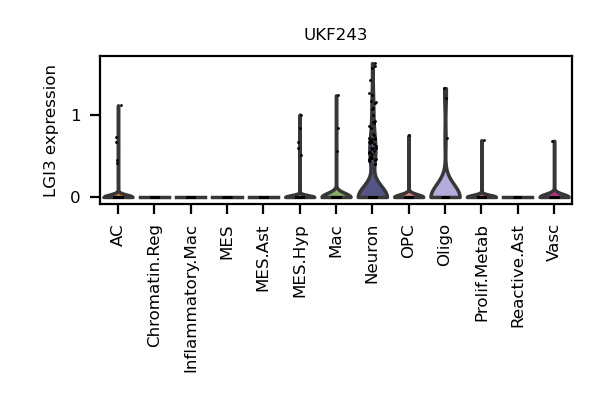 UKF243
LGI3 expression
1
0
AC
Chromatin.Reg
Inflammatory.Mac
MES
MES.Ast
MES.Hyp
Mac
Neuron
OPC
Oligo
Prolif.Metab
Reactive.Ast
Vasc